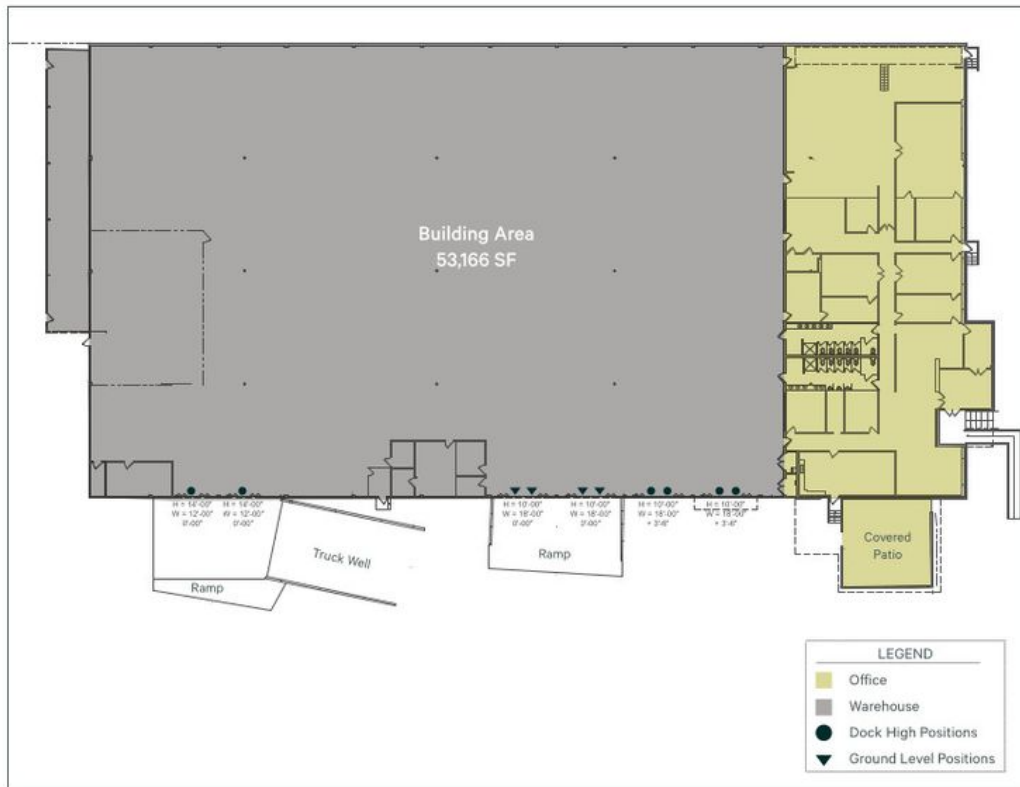 Building Area
53,166 SF
H = 14'-00"
W = 12'-00"
0'-00"
H = 14'-00"
W = 12'-00"
0'-00"
H = 10'-00"
W = 18'-00"
0'-00"
H = 10'-00"
W = 18'-00"
0'-00"
H = 10'-00"
W = 18'-00"
+ 3'-6"
H = 10'-00"
W = 18'-00"
+ 3'-6"
Truck Well
Ramp
Ramp
Covered
Patio
LEGEND
Office
Warehouse
Dock High Positions
Ground Level Positions